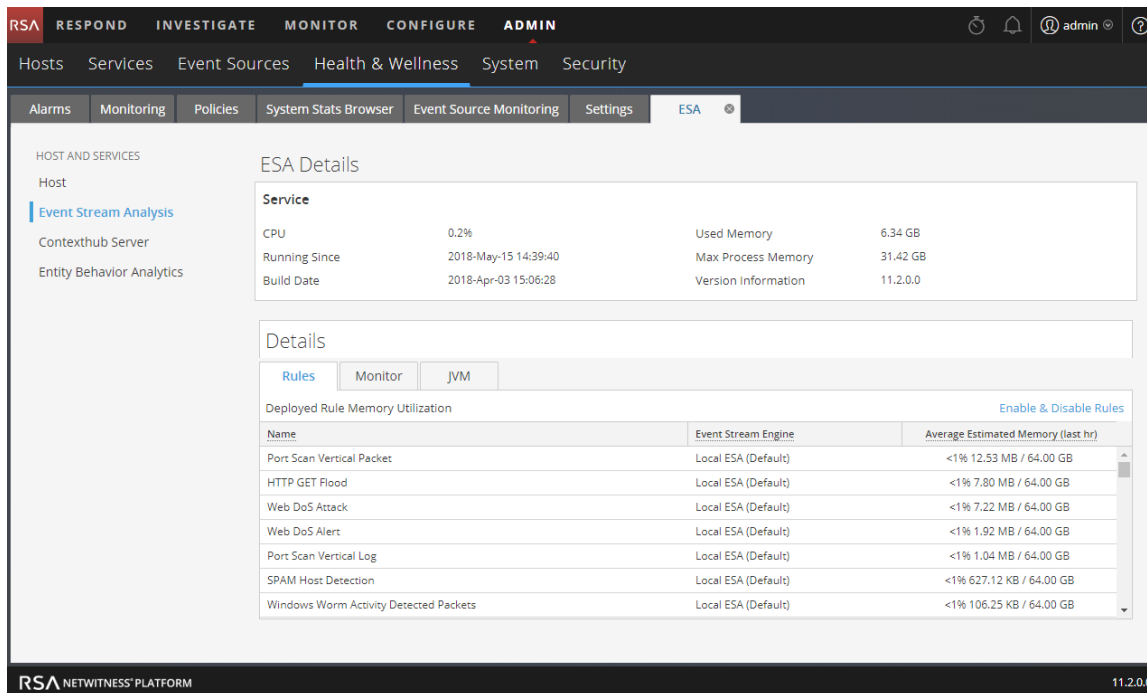 RSA RESPOND INVESTIGATE MONITOR CONFIGURE ADMIN admin
Hosts Services Event Sources Health & Wellness System Security
Alarms Monitoring Policies System Stats Browser Event Source Monitoring Settings ESA
HOST AND SERVICES
Host
Event Stream Analysis
Contexthub Server
Entity Behavior Analytics
ESA Details
Service
CPU 0.2% Used Memory 6.34 GB
Running Since 2018-May-15 14:39:40 Max Process Memory 31.42 GB
Build Date 2018-Apr-03 15:06:28 Version Information 11.2.0.0
Details
Rules Monitor JVM
Deployed Rule Memory Utilization Enable & Disable Rules
Name Event Stream Engine Average Estimated Memory (last hr)
Port Scan Vertical Packet Local ESA (Default) <1% 12.53 MB / 64.00 GB
HTTP GET Flood Local ESA (Default) <1% 7.80 MB / 64.00 GB
Web DoS Attack Local ESA (Default) <1% 7.22 MB / 64.00 GB
Web DoS Alert Local ESA (Default) <1% 1.92 MB / 64.00 GB
Port Scan Vertical Log Local ESA (Default) <1% 1.04 MB / 64.00 GB
SPAM Host Detection Local ESA (Default) <1% 627.12 KB / 64.00 GB
Windows Worm Activity Detected Packets Local ESA (Default) <1% 106.25 KB / 64.00 GB
RSA NETWITNESS® PLATFORM 11.2.0.